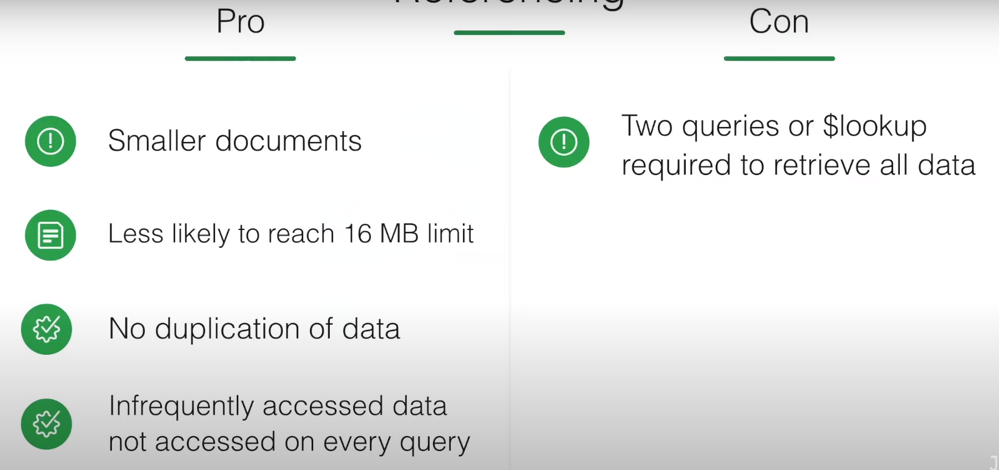 Referencing
Pro
Con
Smaller documents
Less likely to reach 16 MB limit
No duplication of data
Infrequently accessed data
not accessed on every query
Two queries or $lookup
required to retrieve all data
J